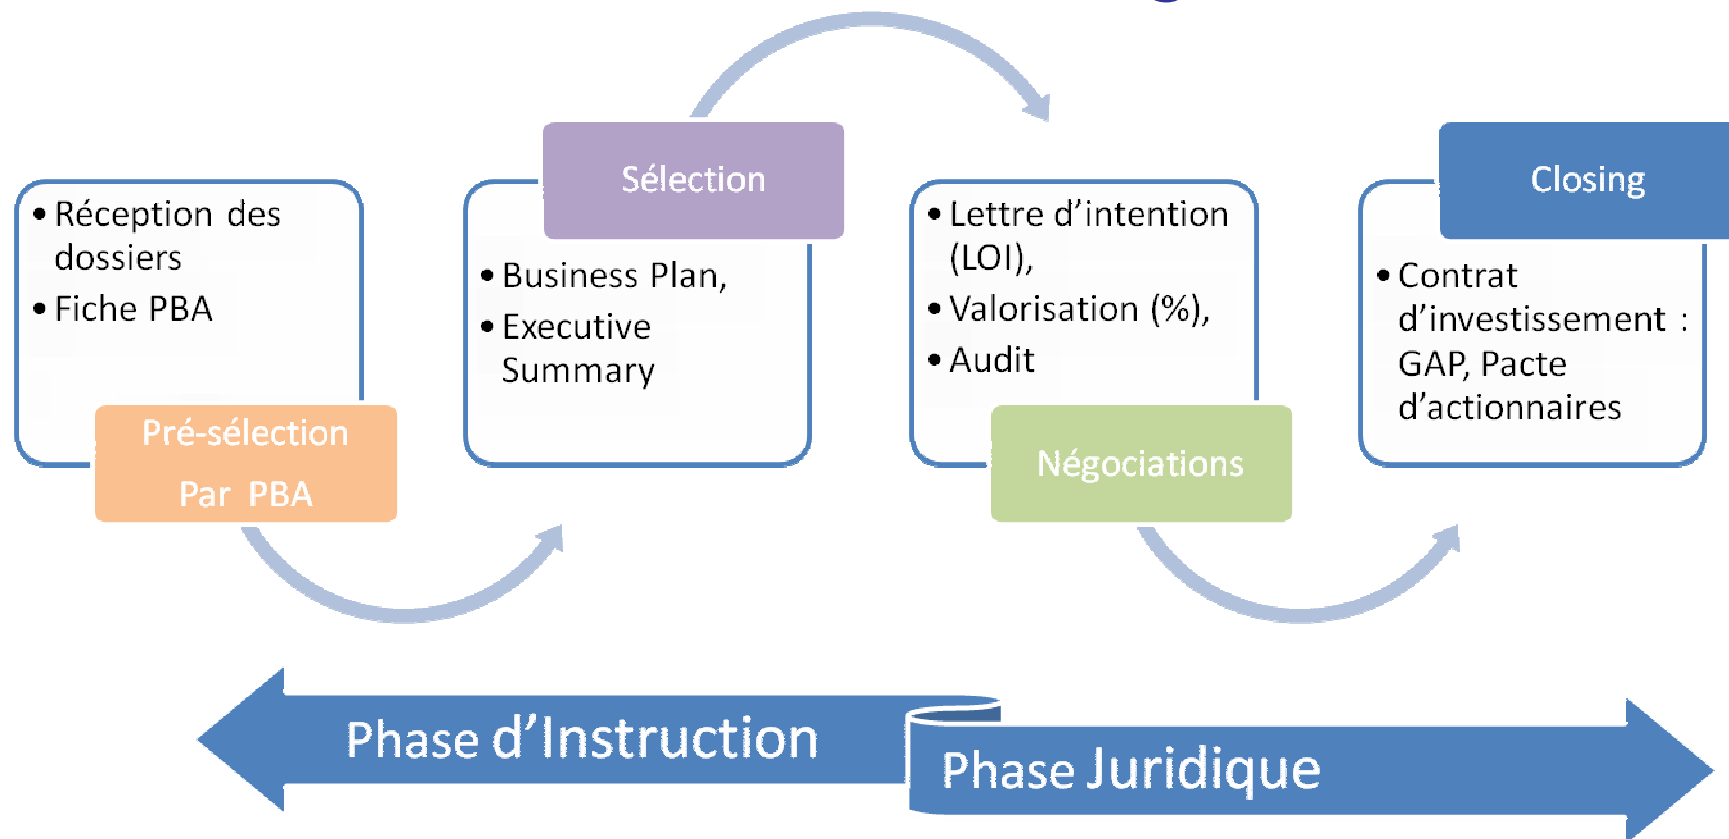 • Réception des
dossiers
• Fiche PBA
Pré-sélection
Par PBA
Sélection
• Business Plan,
• Executive
Summary
• Lettre d’intention
(LOI),
• Valorisation (%),
• Audit
Négociations
Closing
• Contrat
d’investissement :
GAP, Pacte
d’actionnaires
Phase d’Instruction
Phase Juridique